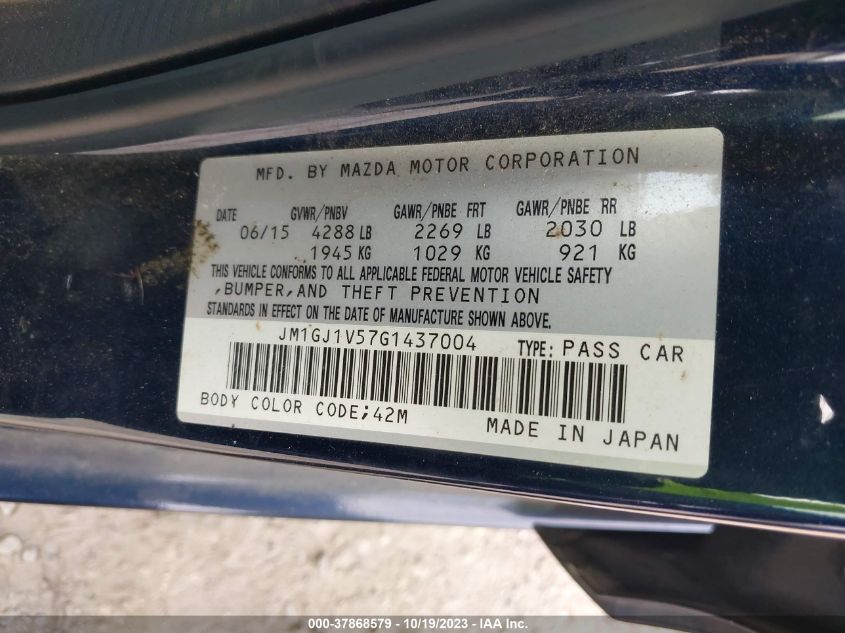 MFD. BY MAZDA MOTOR CORPORATION
DATE GVWR/PNBV GAWR/PNBE FRT GAWR/PNBE RR
06/15 4288 LB 2269 LB 2030 LB
1945 KG 1029 KG 921 KG
THIS VEHICLE CONFORMS TO ALL APPLICABLE FEDERAL MOTOR VEHICLE SAFETY
,BUMPER,AND THEFT PREVENTION
STANDARDS IN EFFECT ON THE DATE OF MANUFACTURE SHOWN ABOVE.
JM1GJ1V57G1437004 TYPE: PASS CAR
BODY COLOR CODE;42M MADE IN JAPAN
000-37868579 - 10/19/2023 - IAA Inc.